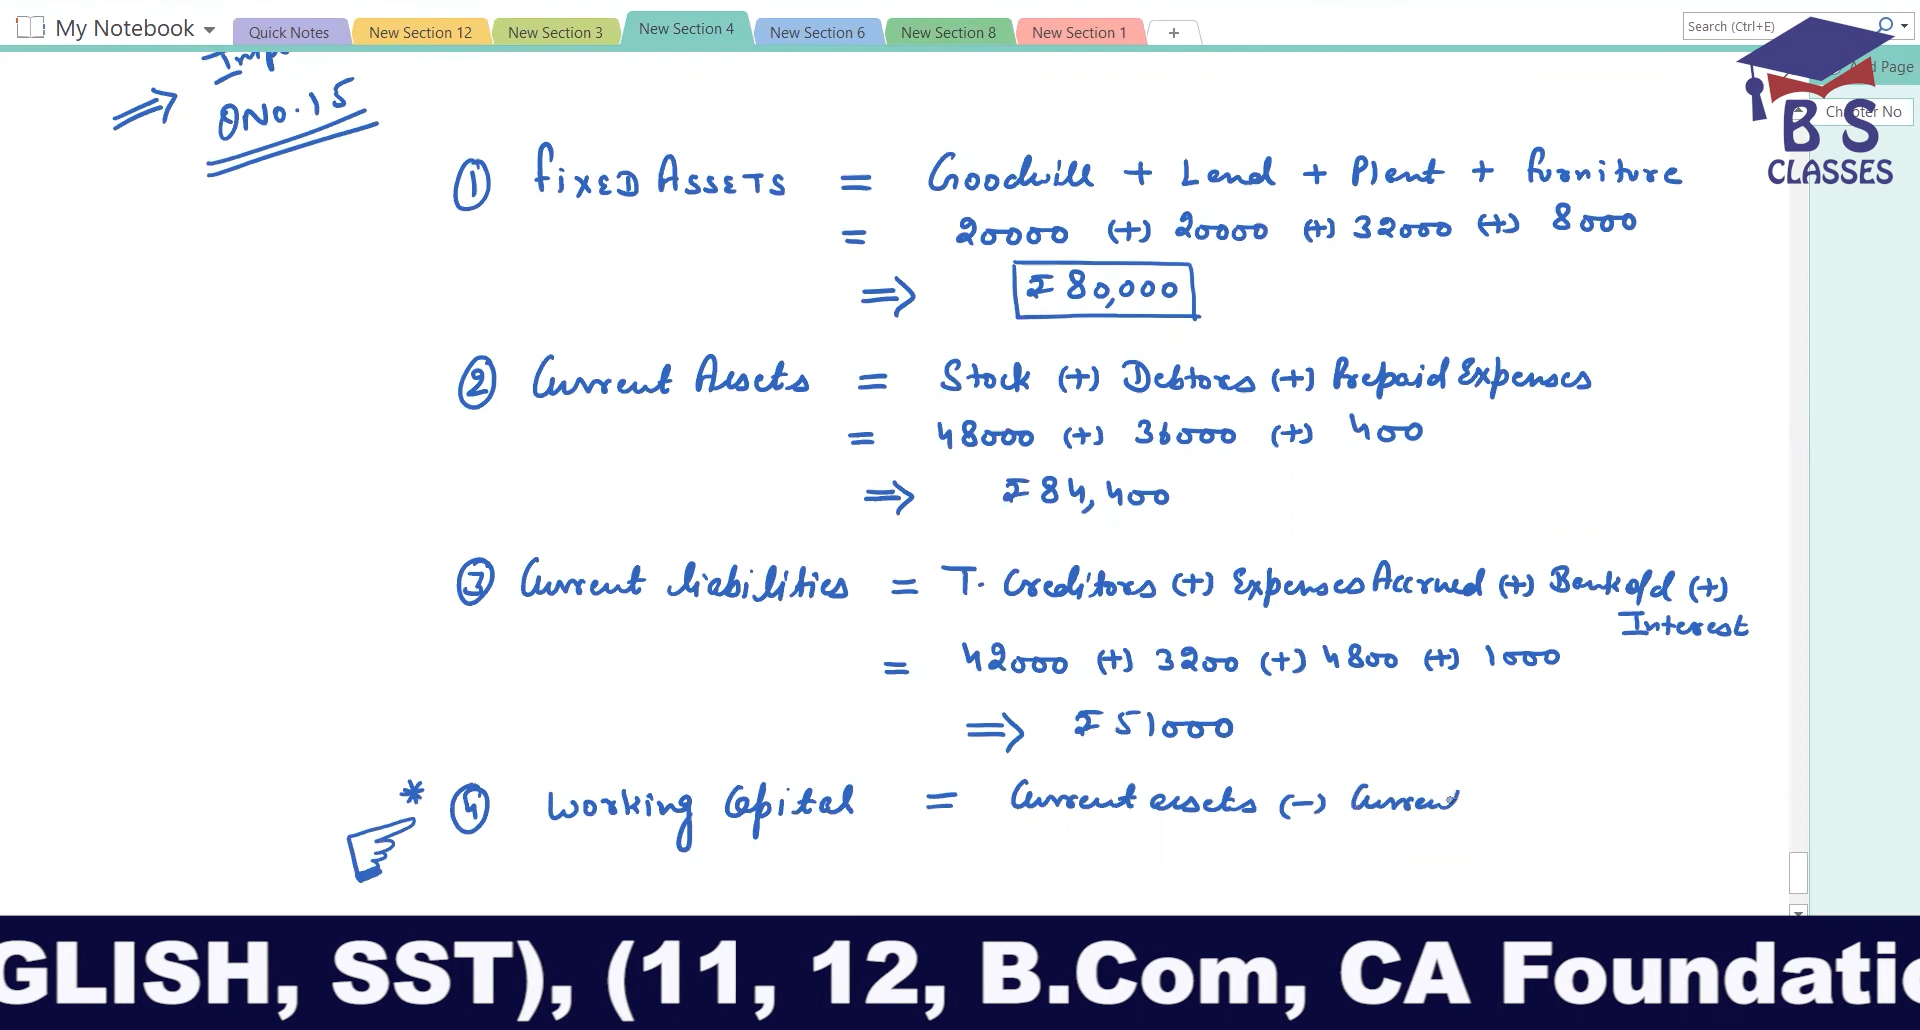 My Notebook
Quick Notes New Section 12 New Section 3 New Section 4 New Section 6 New Section 8 New Section 1 +
Search (Ctrl+E)
d Page
Chapter No
B S
CLASSES
QNo. 15
① Fixed Assets = Goodwill + Land + Plant + Furniture
= 20000 (+) 20000 (+) 32000 (+) 8000
⇒ ₹80,000
② Current Assets = Stock (+) Debtors (+) Prepaid Expenses
= 48000 (+) 36000 (+) 400
⇒ ₹84,400
③ Current liabilities = T. Creditors (+) Expenses Accrued (+) Bank o/d (+)
Interest
= 42000 (+) 3200 (+) 4800 (+) 1000
⇒ ₹51000
* ④ Working Capital = Current assets (-) Curren
GLISH, SST), (11, 12, B.Com, CA Foundatio